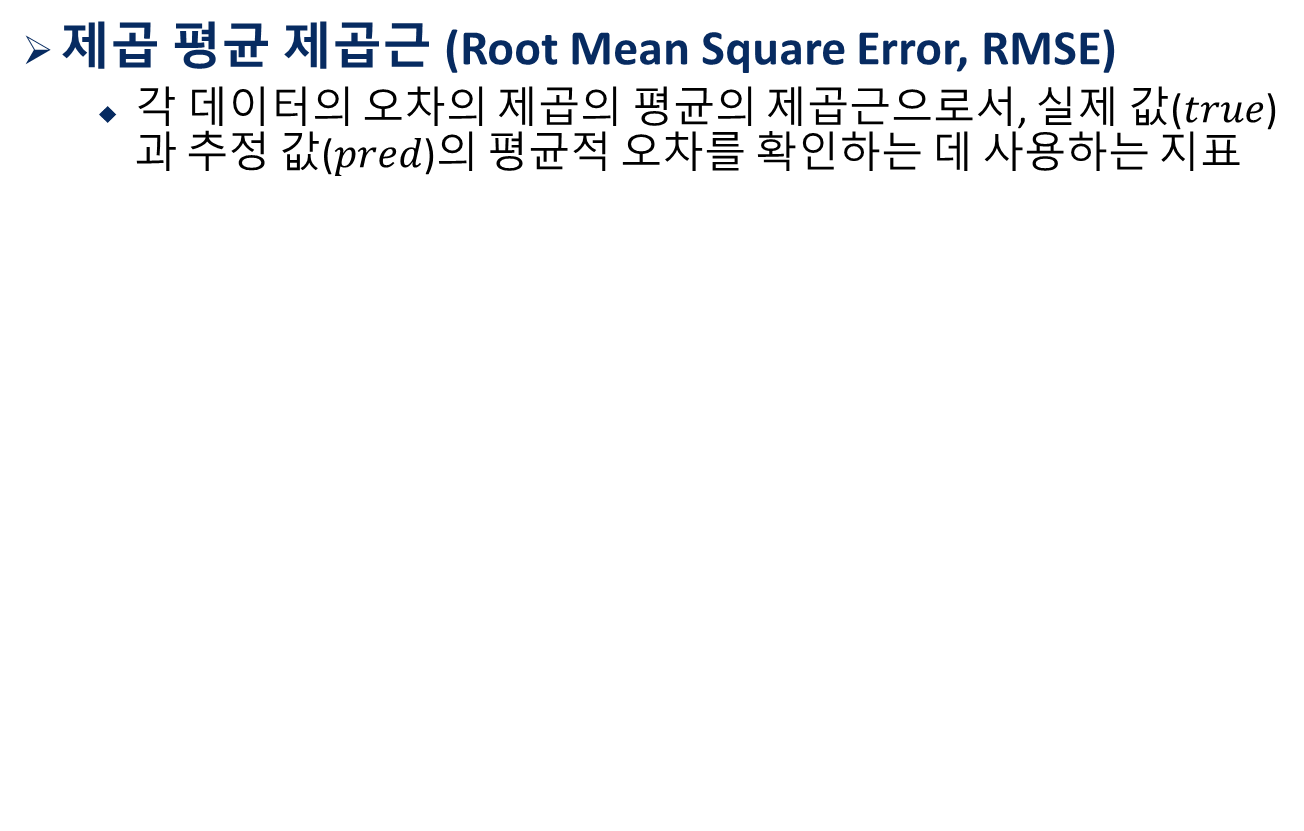 ➢ 제곱 평균 제곱근 (Root Mean Square Error, RMSE)
◆ 각 데이터의 오차의 제곱의 평균의 제곱근으로서, 실제 값(true)
과 추정 값(pred)의 평균적 오차를 확인하는 데 사용하는 지표